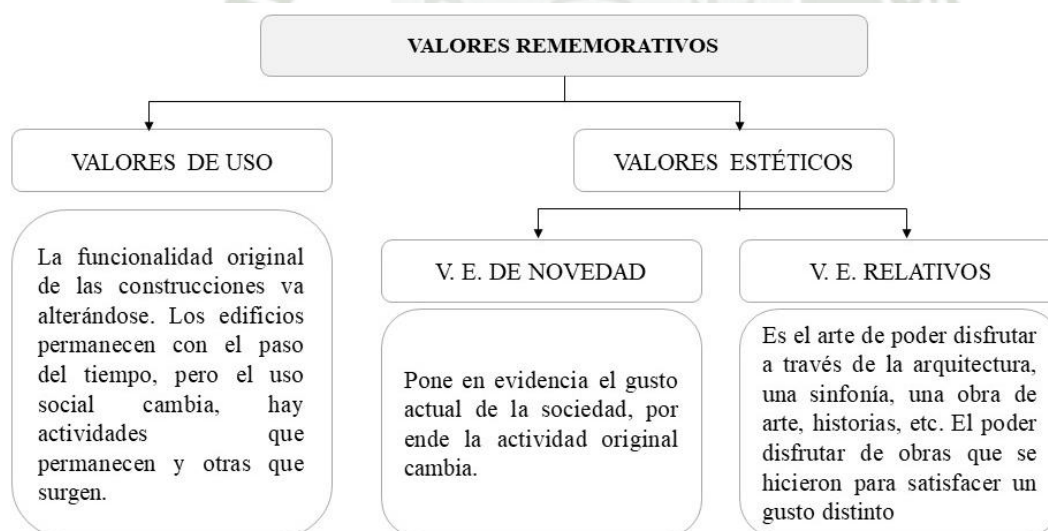 VALORES REMEMORATIVOS
VALORES DE USO
VALORES ESTÉTICOS
La funcionalidad original
de las construcciones va
alterándose. Los edificios
permanecen con el paso
del tiempo, pero el uso
social cambia, hay
actividades que
permanecen y otras que
surgen.
V. E. DE NOVEDAD
Pone en evidencia el gusto
actual de la sociedad, por
ende la actividad original
cambia.
V. E. RELATIVOS
Es el arte de poder disfrutar
a través de la arquitectura,
una sinfonía, una obra de
arte, historias, etc. El poder
disfrutar de obras que se
hicieron para satisfacer un
gusto distinto